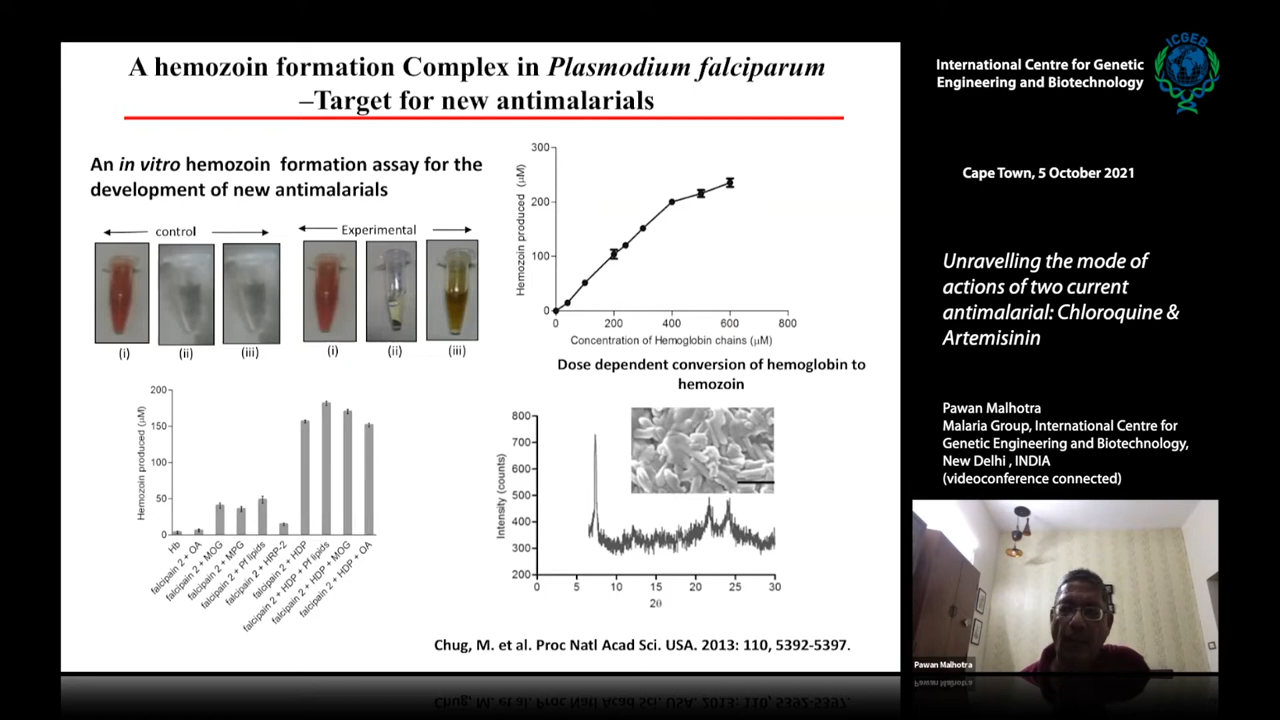 A hemozoin formation Complex in Plasmodium falciparum
–Target for new antimalarials
An in vitro hemozoin formation assay for the
development of new antimalarials
control
Experimental
(i)
(ii)
(iii)
(i)
(ii)
(iii)
Hemozoin produced (µM)
300
200
100
0
0
200
400
600
800
Concentration of Hemoglobin chains (µM)
Dose dependent conversion of hemoglobin to
hemozoin
Hemozoin produced (µM)
200
150
100
50
0
Hb
falcipain 2 + OA
falcipain 2 + MOG
falcipain 2 + MPG
falcipain 2 + Pf lipids
falcipain 2 + HRP-2
falcipain 2 + HDP
falcipain 2 + HDP + Pf lipids
falcipain 2 + HDP + MOG
falcipain 2 + HDP + OA
Intensity (counts)
800
700
600
500
400
300
200
0
5
10
15
20
25
30
2θ
Chug, M. et al. Proc Natl Acad Sci. USA. 2013: 110, 5392-5397.
International Centre for Genetic
Engineering and Biotechnology
ICGEB
Cape Town, 5 October 2021
Unravelling the mode of
actions of two current
antimalarial: Chloroquine &
Artemisinin
Pawan Malhotra
Malaria Group, International Centre for
Genetic Engineering and Biotechnology,
New Delhi , INDIA
(videoconference connected)
Pawan Malhotra